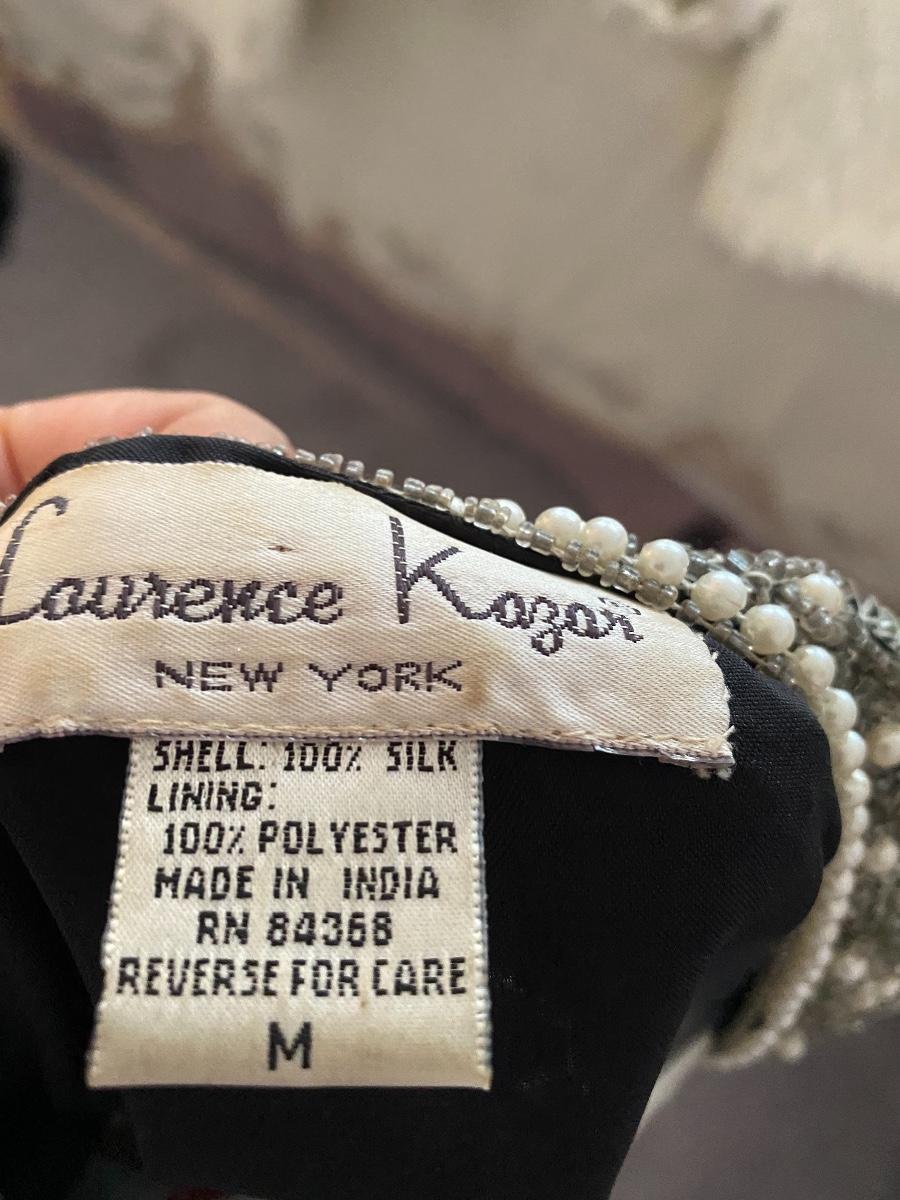 Laurence Kazar
NEW YORK
SHELL: 100% SILK
LINING:
100% POLYESTER
MADE IN INDIA
RN 84368
REVERSE FOR CARE
M